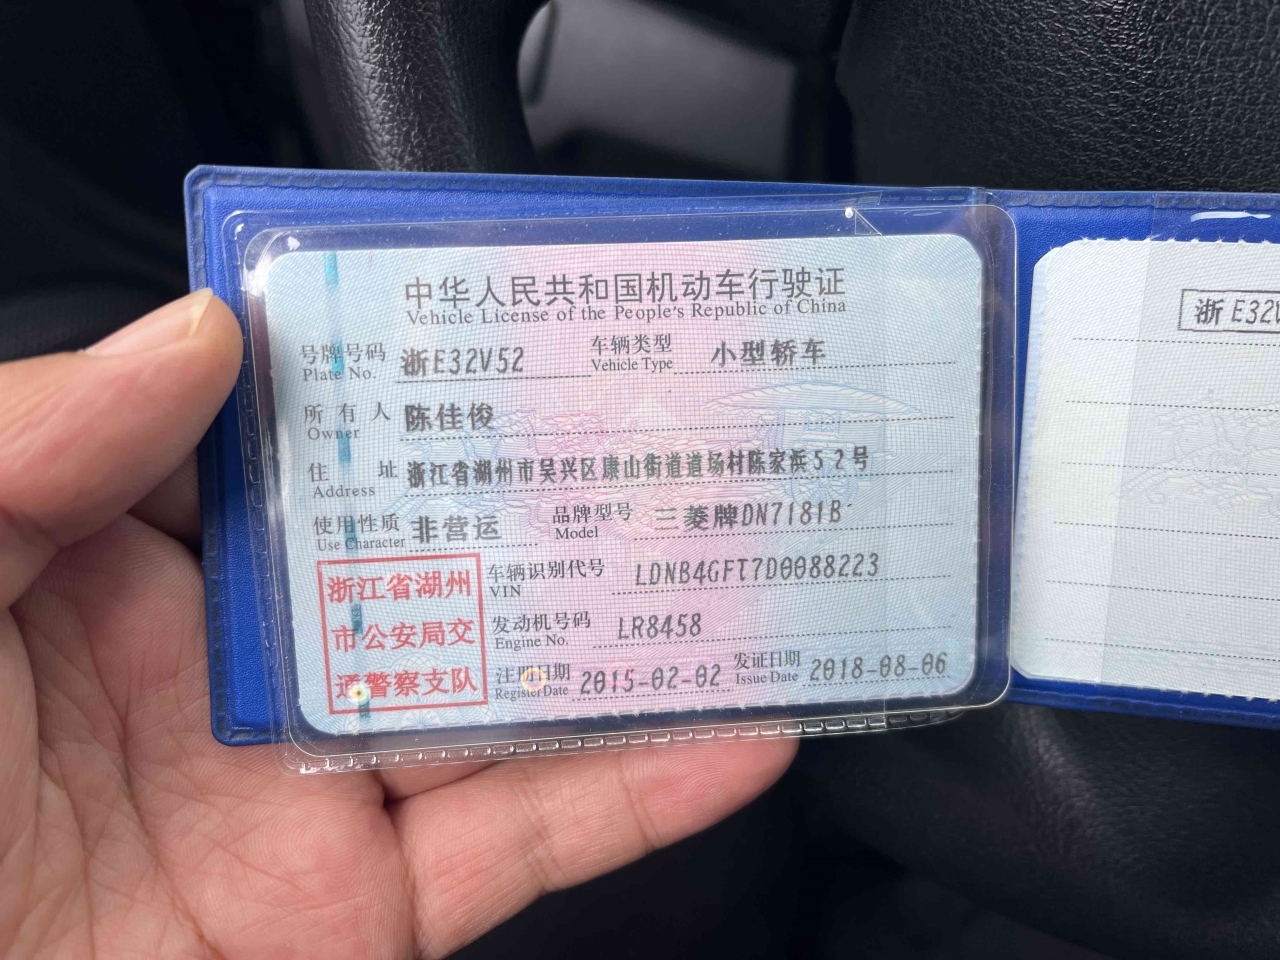 中华人民共和国机动车行驶证
Vehicle License of the People's Republic of China
号牌号码 浙E32V52 车辆类型 小型轿车
Plate No. Vehicle Type
所有人 陈佳俊
Owner
住址 浙江省湖州市吴兴区康山街道道场村陈家浜52号
Address
使用性质 非营运 品牌型号 三菱牌DN7181B
Use Character Model
浙江省湖州
市公安局交
通警察支队
车辆识别代号 LDNB4GFT7D0088223
VIN
发动机号码 LR8458
Engine No.
注册日期 2015-02-02 发证日期 2018-08-06
Register Date Issue Date
浙E32